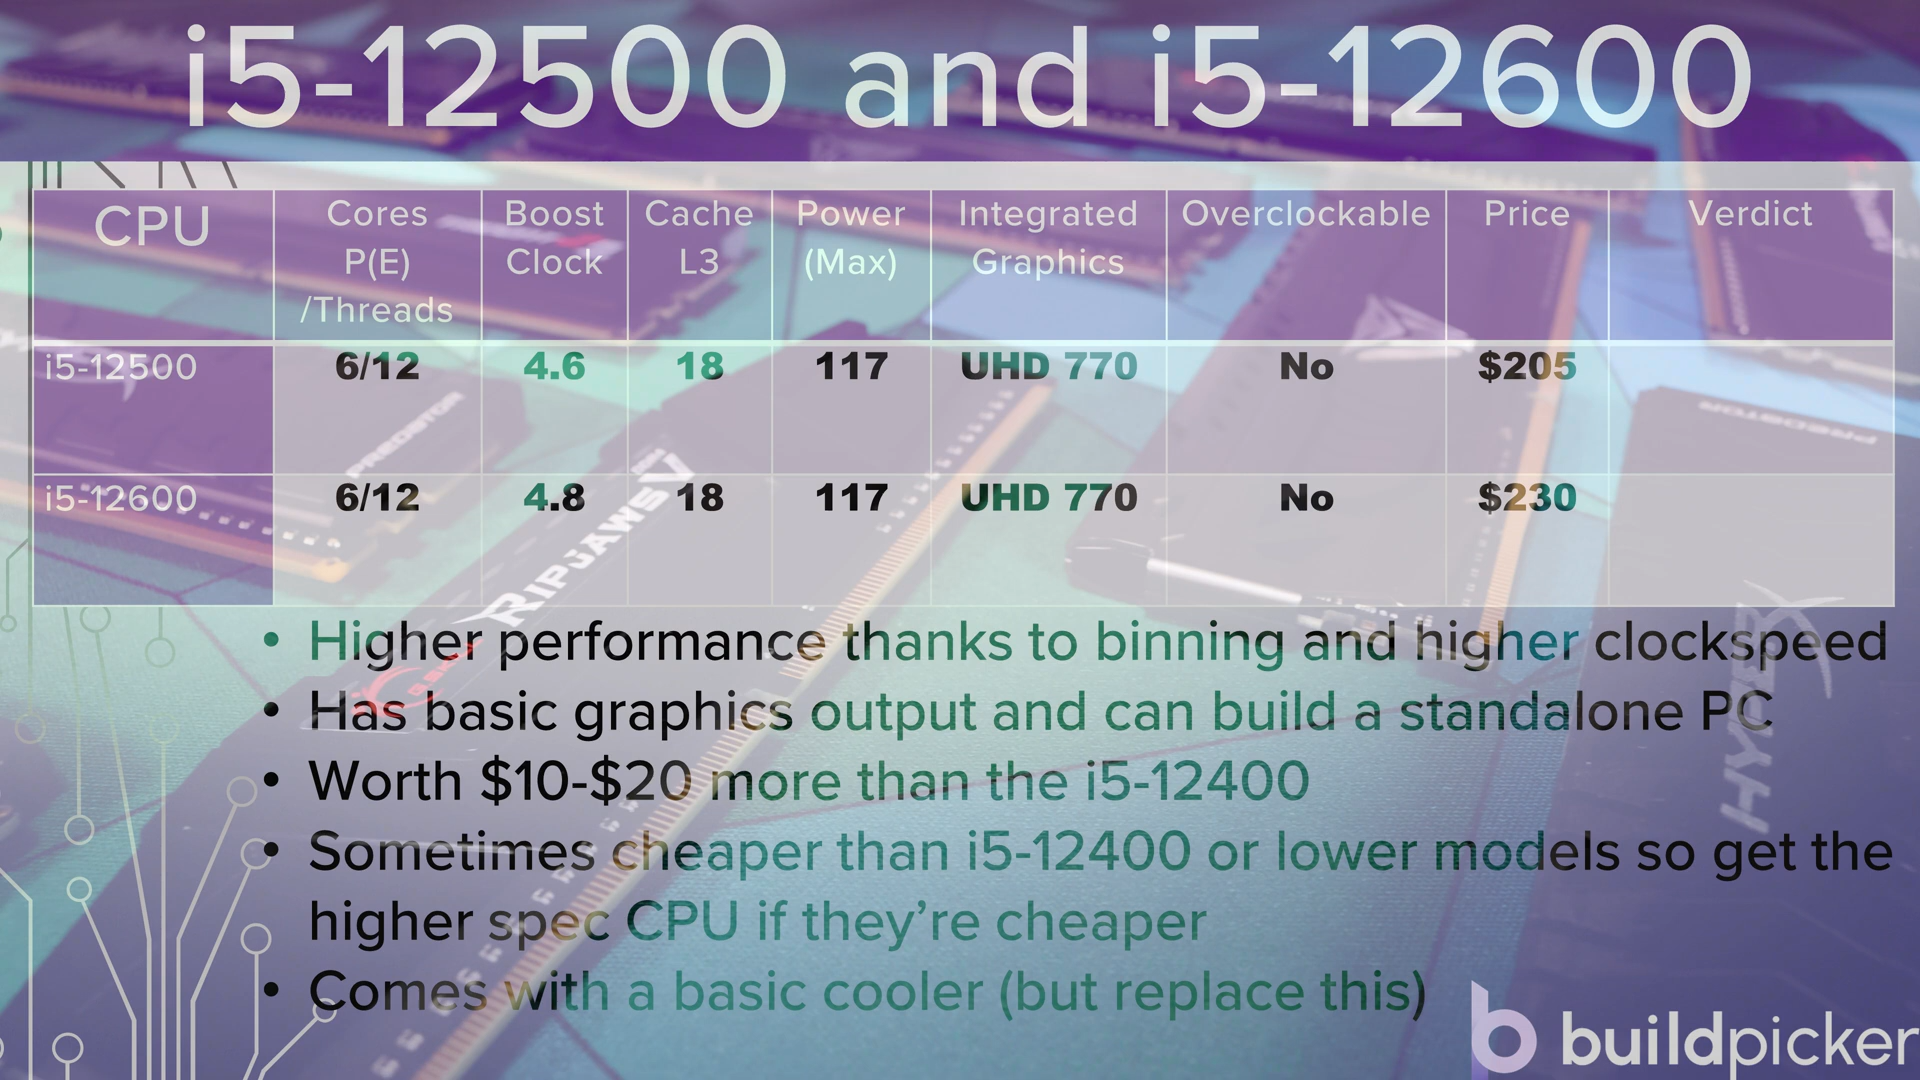 i5-12500 and i5-12600
CPU
Cores P(E) /Threads
Boost Clock
Cache L3
Power (Max)
Integrated Graphics
Overclockable
Price
Verdict
i5-12500 6/12 4.6 18 117 UHD 770 No $205
i5-12600 6/12 4.8 18 117 UHD 770 No $230
• Higher performance thanks to binning and higher clockspeed
• Has basic graphics output and can build a standalone PC
• Worth $10-$20 more than the i5-12400
• Sometimes cheaper than i5-12400 or lower models so get the
higher spec CPU if they’re cheaper
• Comes with a basic cooler (but replace this)
PREDATOR
RIPJAWS V
PREDATOR
HYPERX
buildpicker